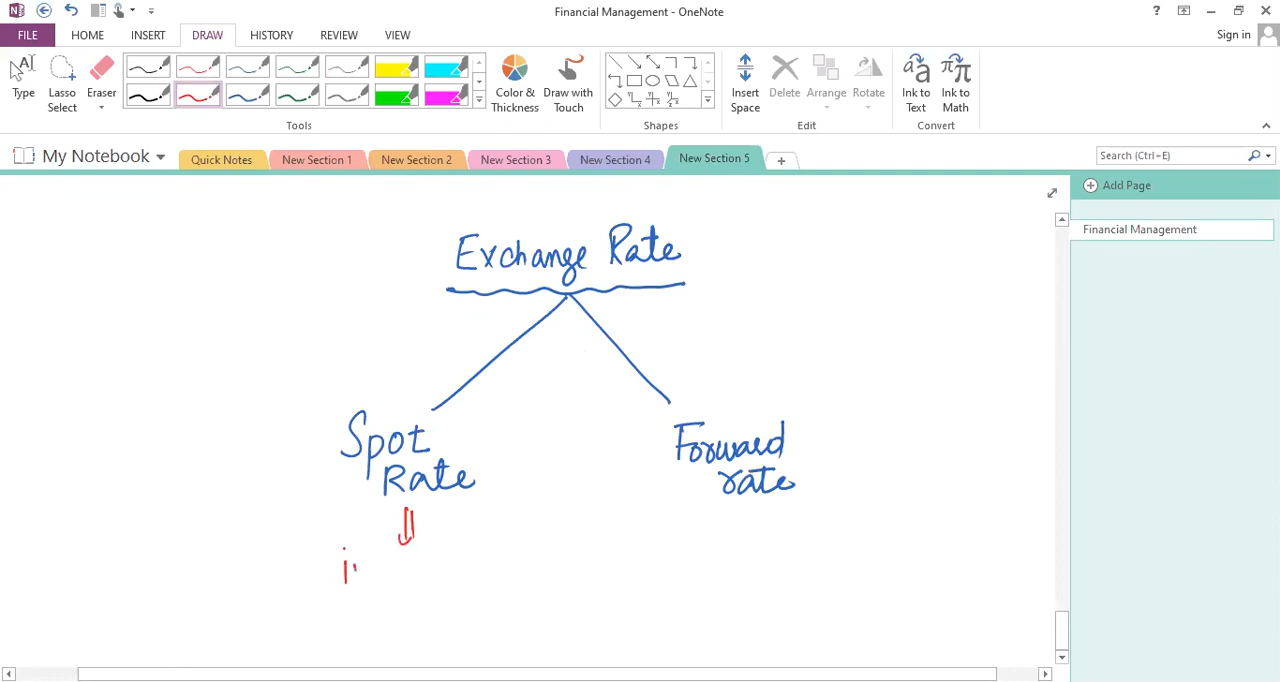 Financial Management - OneNote
?
Sign in
FILE HOME INSERT DRAW HISTORY REVIEW VIEW
Type
Lasso Select
Eraser
Color & Thickness
Draw with Touch
Insert Space
Delete
Arrange
Rotate
Ink to Text
Ink to Math
Tools
Shapes
Edit
Convert
My Notebook
Quick Notes
New Section 1
New Section 2
New Section 3
New Section 4
New Section 5
Search (Ctrl+E)
Add Page
Financial Management
Exchange Rate
Spot
Rate
Forward
rate